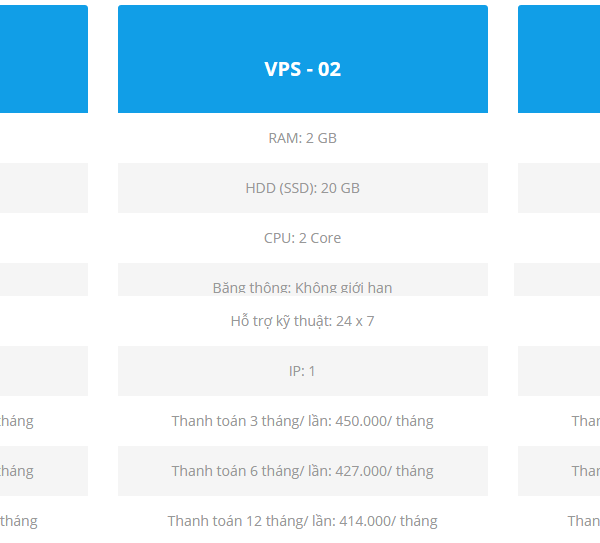 VPS - 02
RAM: 2 GB
HDD (SSD): 20 GB
CPU: 2 Core
Băng thông: Không giới hạn
Hỗ trợ kỹ thuật: 24 x 7
IP: 1
tháng Thanh toán 3 tháng/ lần: 450.000/ tháng Than
tháng Thanh toán 6 tháng/ lần: 427.000/ tháng Than
tháng Thanh toán 12 tháng/ lần: 414.000/ tháng Than